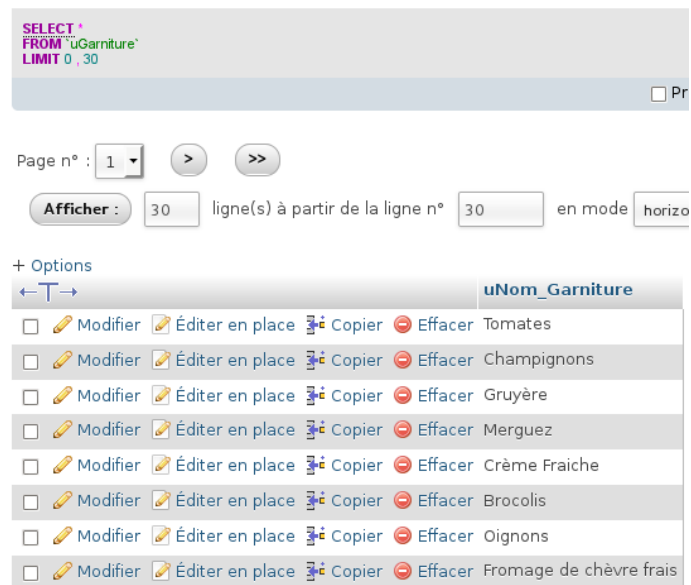 SELECT *
FROM `uGarniture`
LIMIT 0 , 30
Pr
Page n° : 1 > >>
Afficher : 30 ligne(s) à partir de la ligne n° 30 en mode horizo
+ Options
←T→ uNom_Garniture
Modifier Éditer en place Copier Effacer Tomates
Modifier Éditer en place Copier Effacer Champignons
Modifier Éditer en place Copier Effacer Gruyère
Modifier Éditer en place Copier Effacer Merguez
Modifier Éditer en place Copier Effacer Crème Fraiche
Modifier Éditer en place Copier Effacer Brocolis
Modifier Éditer en place Copier Effacer Oignons
Modifier Éditer en place Copier Effacer Fromage de chèvre frais